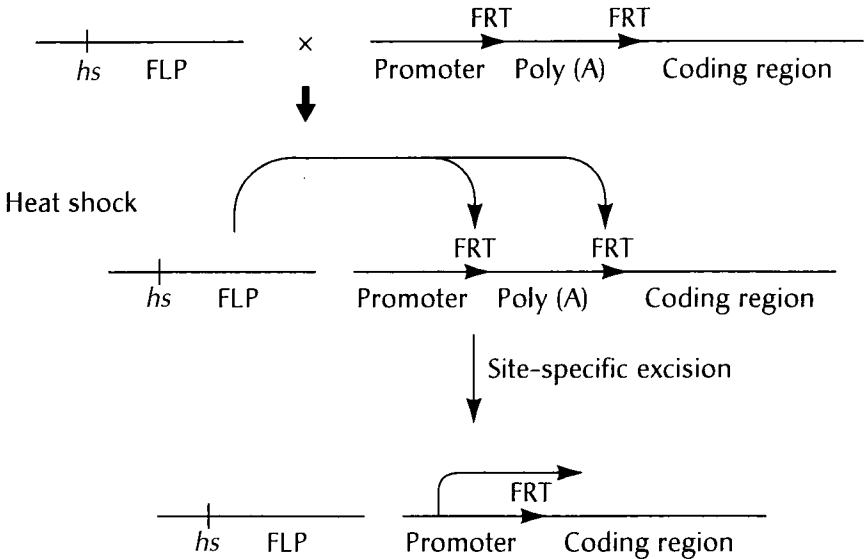 FRT FRT
hs FLP × Promoter Poly (A) Coding region
Heat shock
FRT FRT
hs FLP Promoter Poly (A) Coding region
Site-specific excision
FRT
hs FLP Promoter Coding region